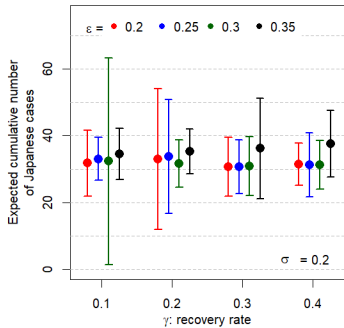 ε = 0.2 0.25 0.3 0.35
Expected cumulative number
of Japanese cases
60
40
20
0
σ = 0.2
0.1 0.2 0.3 0.4
γ: recovery rate